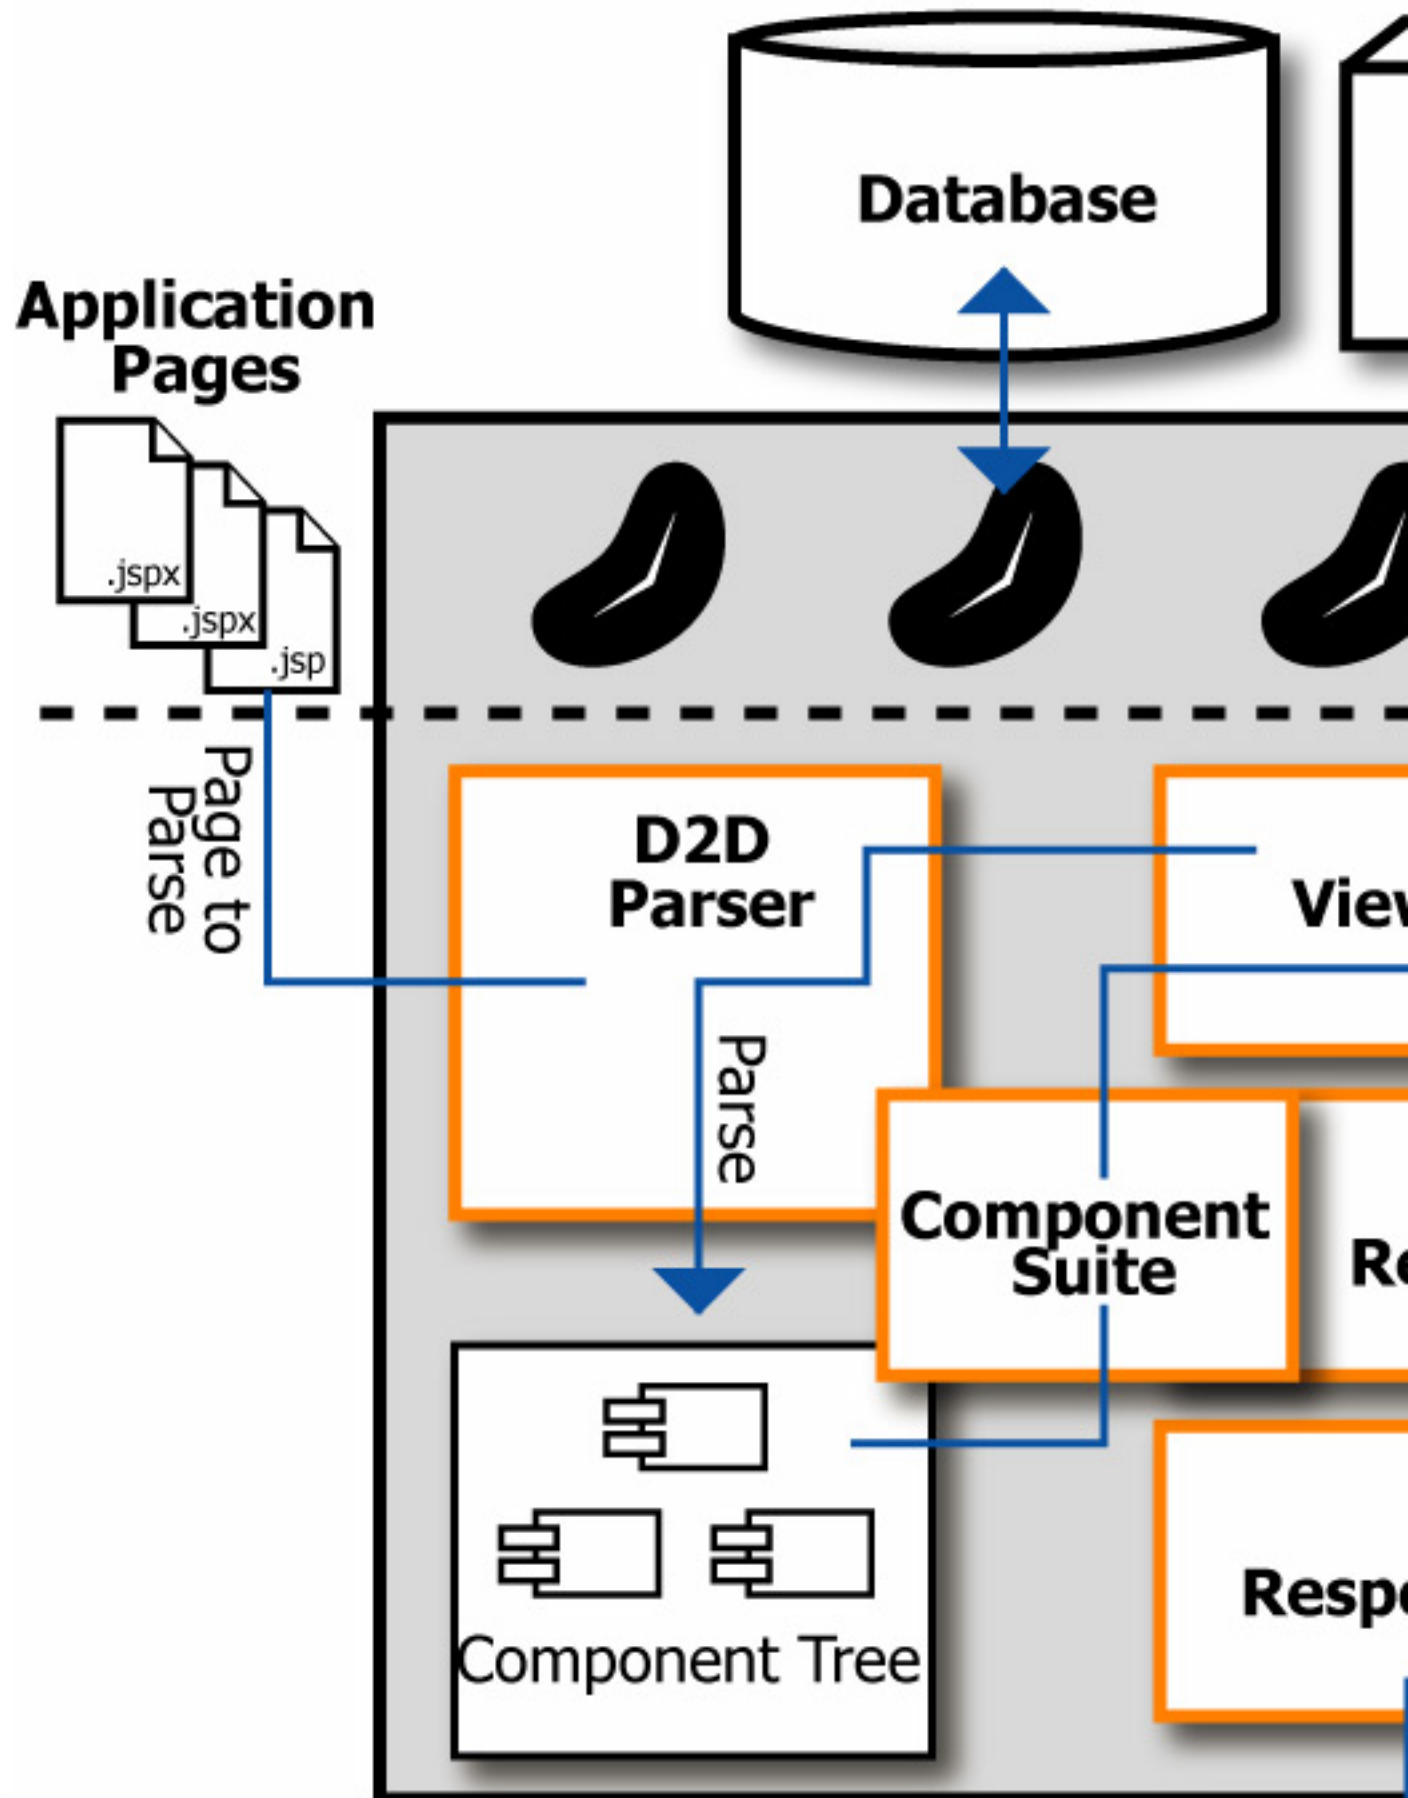 Database
Application
Pages
.jspx
.jspx
.jsp
Page to
Parse
D2D
Parser
Parse
Component
Suite
Component Tree